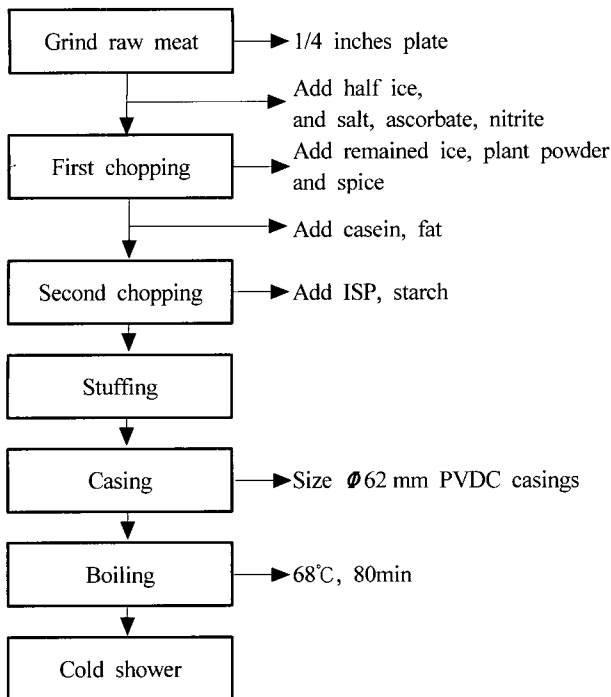 Grind raw meat
1/4 inches plate
Add half ice,
and salt, ascorbate, nitrite
First chopping
Add remained ice, plant powder
and spice
Add casein, fat
Second chopping
Add ISP, starch
Stuffing
Casing
Size Φ62 mm PVDC casings
Boiling
68℃, 80min
Cold shower